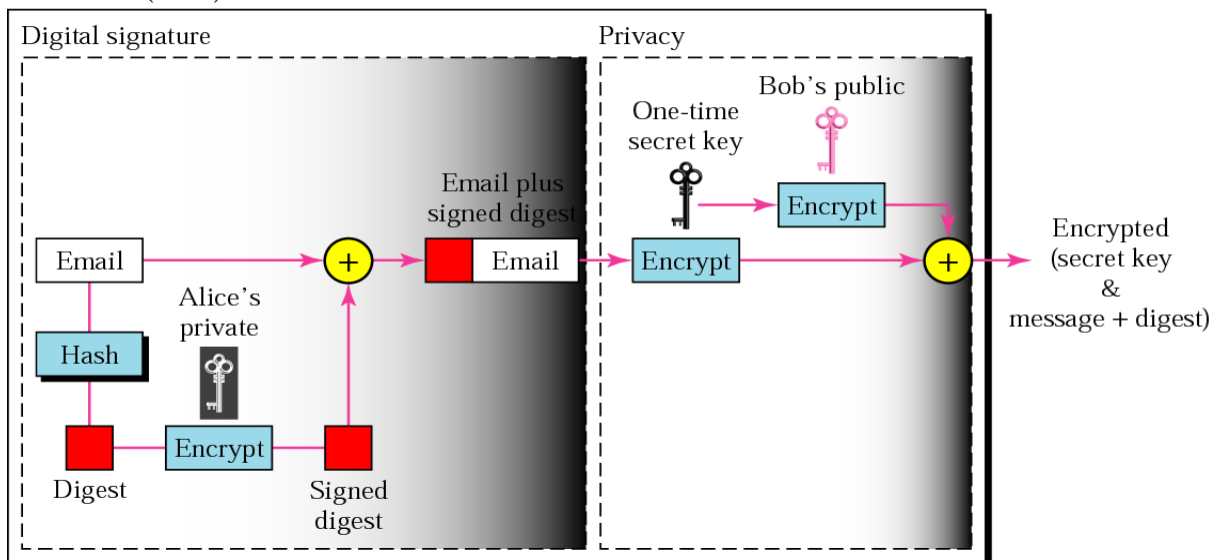 Digital signature
Privacy
Bob's public
One-time
secret key
Email plus
signed digest
Encrypt
Email
Email
Encrypt
Encrypted
(secret key
&
message + digest)
+
+
Alice's
private
Hash
Encrypt
Digest
Signed
digest